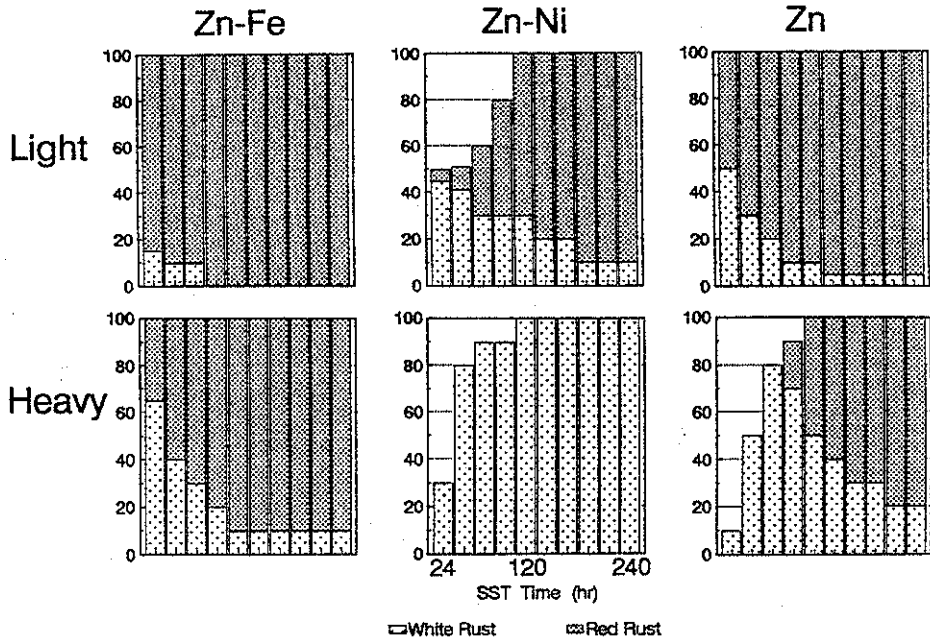 Zn-Fe Zn-Ni Zn
Light
100 100 100
80 80 80
60 60 60
40 40 40
20 20 20
0 0 0
Heavy
100 100 100
80 80 80
60 60 60
40 40 40
20 20 20
0 0 0
24 120 240
SST Time (hr)
White Rust Red Rust